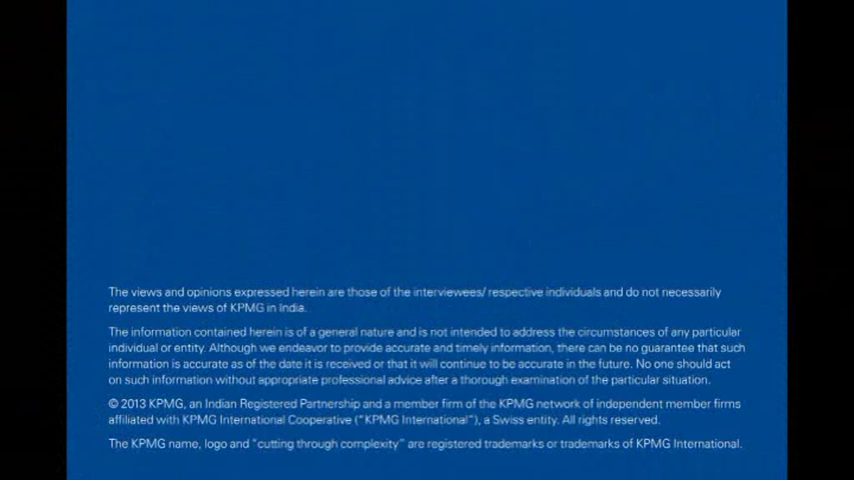 The views and opinions expressed herein are those of the interviewees/ respective individuals and do not necessarily
represent the views of KPMG in India.
The information contained herein is of a general nature and is not intended to address the circumstances of any particular
individual or entity. Although we endeavor to provide accurate and timely information, there can be no guarantee that such
information is accurate as of the date it is received or that it will continue to be accurate in the future. No one should act
on such information without appropriate professional advice after a thorough examination of the particular situation.
© 2013 KPMG, an Indian Registered Partnership and a member firm of the KPMG network of independent member firms
affiliated with KPMG International Cooperative (“KPMG International”), a Swiss entity. All rights reserved.
The KPMG name, logo and “cutting through complexity” are registered trademarks or trademarks of KPMG International.